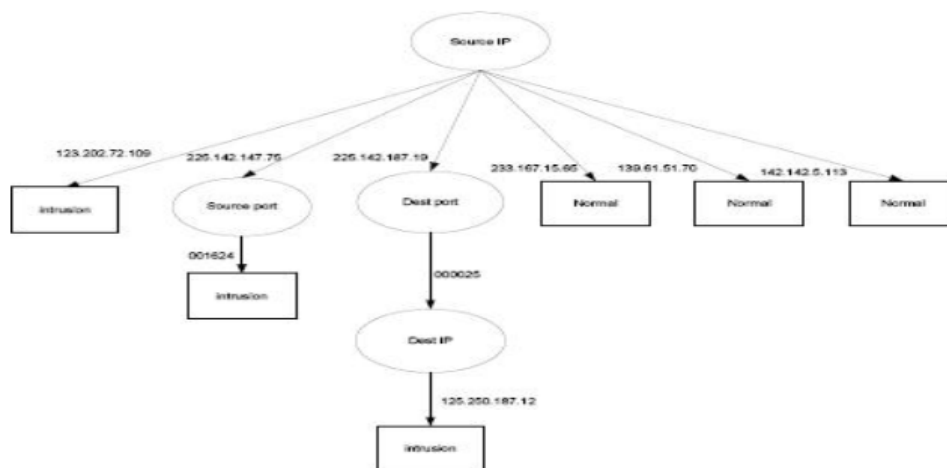 Source IP
123.202.72.109
225.142.147.75
225.142.187.19
233.167.15.65
139.61.51.70
142.142.5.113
intrusion
Source port
Dest port
Normal
Normal
Normal
001624
000025
intrusion
Dest IP
125.250.187.12
intrusion